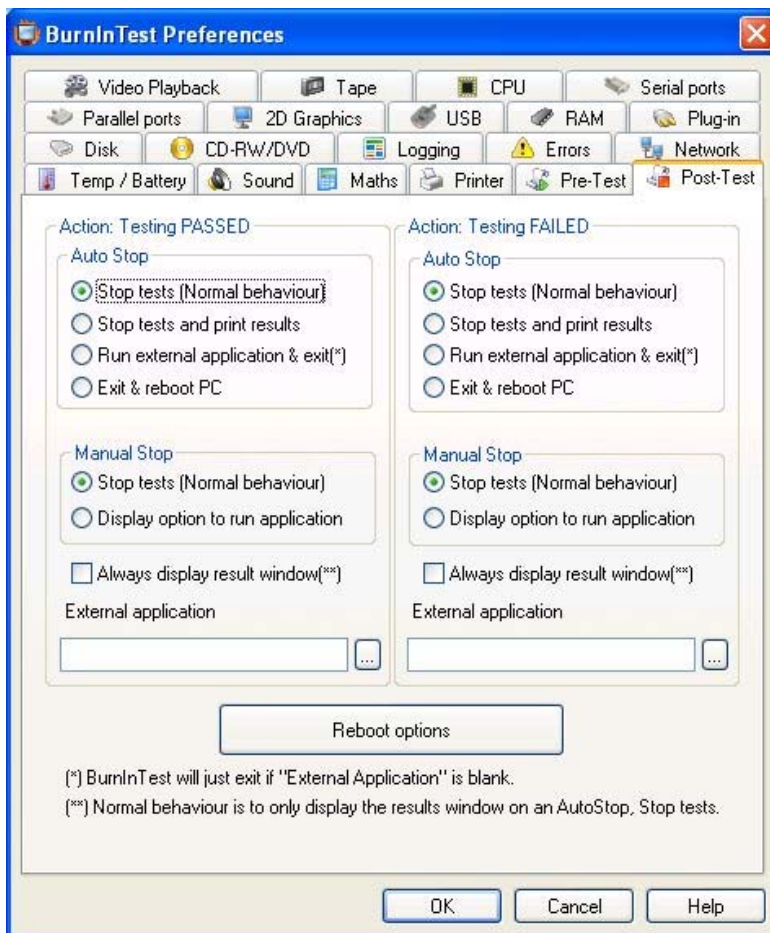 BurnInTest Preferences
Video Playback Tape CPU Serial ports
Parallel ports 2D Graphics USB RAM Plug-in
Disk CD-RW/DVD Logging Errors Network
Temp / Battery Sound Maths Printer Pre-Test Post-Test
Action: Testing PASSED
Auto Stop
Stop tests (Normal behaviour)
Stop tests and print results
Run external application & exit(*)
Exit & reboot PC
Manual Stop
Stop tests (Normal behaviour)
Display option to run application
Always display result window(**)
External application
...
Action: Testing FAILED
Auto Stop
Stop tests (Normal behaviour)
Stop tests and print results
Run external application & exit(*)
Exit & reboot PC
Manual Stop
Stop tests (Normal behaviour)
Display option to run application
Always display result window(**)
External application
...
Reboot options
(*) BurnInTest will just exit if "External Application" is blank.
(**) Normal behaviour is to only display the results window on an AutoStop, Stop tests.
OK Cancel Help